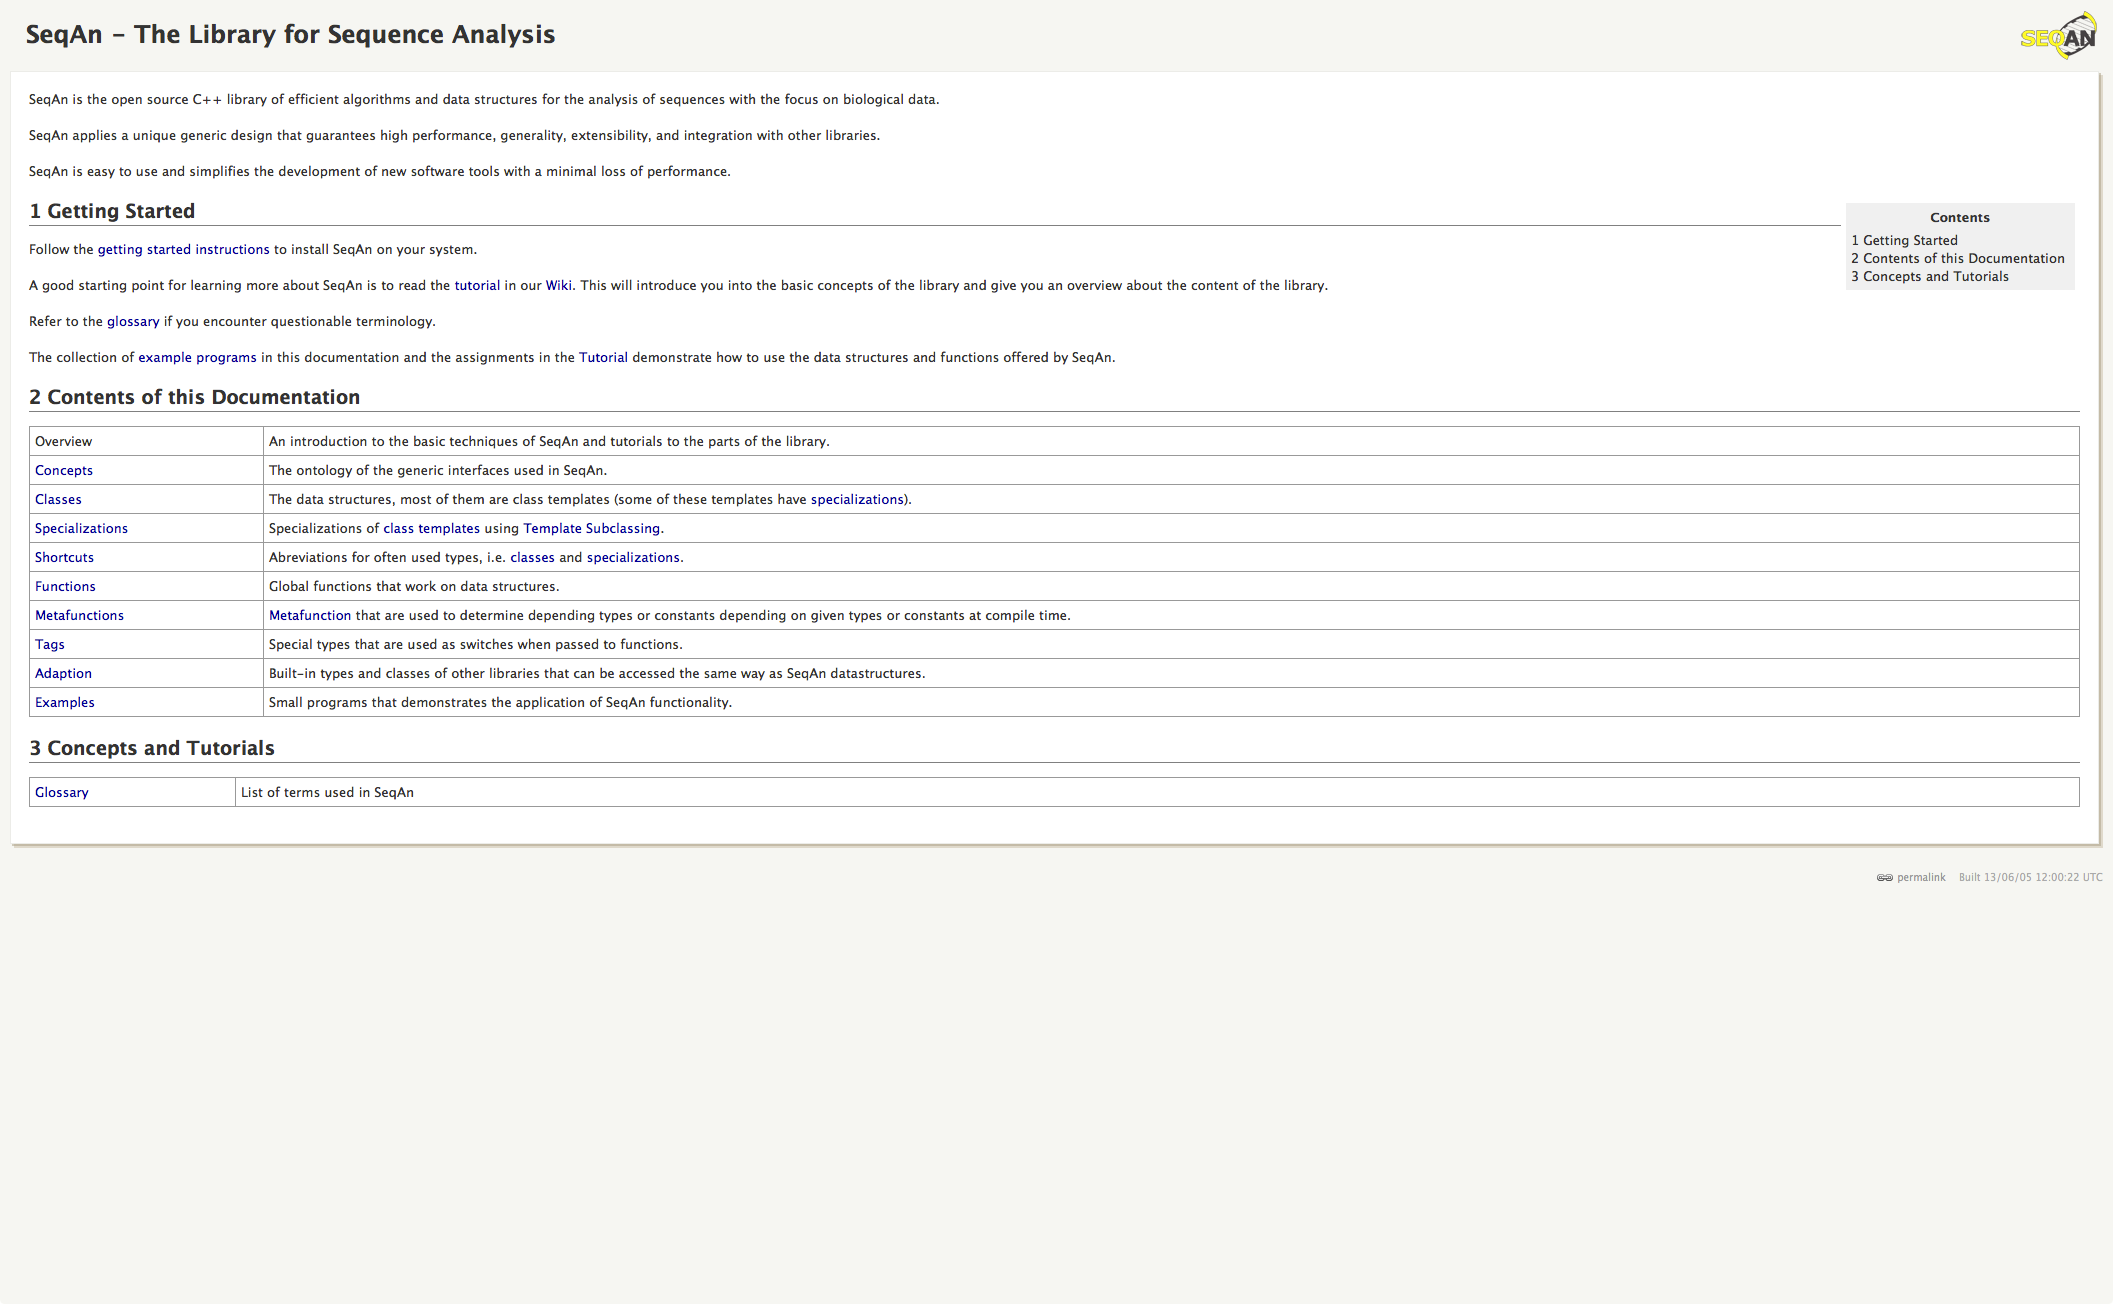 SeqAn - The Library for Sequence Analysis
SEQAN
SeqAn is the open source C++ library of efficient algorithms and data structures for the analysis of sequences with the focus on biological data.
SeqAn applies a unique generic design that guarantees high performance, generality, extensibility, and integration with other libraries.
SeqAn is easy to use and simplifies the development of new software tools with a minimal loss of performance.
1 Getting Started
Contents
1 Getting Started
2 Contents of this Documentation
3 Concepts and Tutorials
Follow the getting started instructions to install SeqAn on your system.
A good starting point for learning more about SeqAn is to read the tutorial in our Wiki. This will introduce you into the basic concepts of the library and give you an overview about the content of the library.
Refer to the glossary if you encounter questionable terminology.
The collection of example programs in this documentation and the assignments in the Tutorial demonstrate how to use the data structures and functions offered by SeqAn.
2 Contents of this Documentation
Overview An introduction to the basic techniques of SeqAn and tutorials to the parts of the library.
Concepts The ontology of the generic interfaces used in SeqAn.
Classes The data structures, most of them are class templates (some of these templates have specializations).
Specializations Specializations of class templates using Template Subclassing.
Shortcuts Abreviations for often used types, i.e. classes and specializations.
Functions Global functions that work on data structures.
Metafunctions Metafunction that are used to determine depending types or constants depending on given types or constants at compile time.
Tags Special types that are used as switches when passed to functions.
Adaption Built-in types and classes of other libraries that can be accessed the same way as SeqAn datastructures.
Examples Small programs that demonstrates the application of SeqAn functionality.
3 Concepts and Tutorials
Glossary List of terms used in SeqAn
permalink Built 13/06/05 12:00:22 UTC